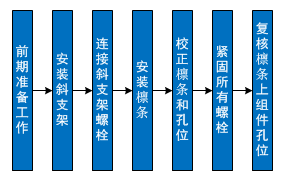 前期准备工作
安装斜支架
连接斜支架螺栓
安装檩条
校正檩条和孔位
紧固所有螺栓
复核檩条上组件孔位